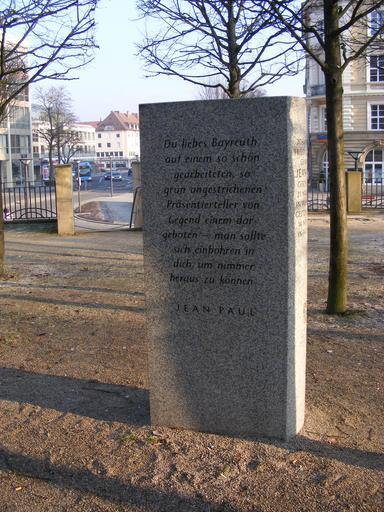 Du liebes Bayreuth,
auf einem so schön
gearbeiteten, so
grün angestrichenen
Präsentierteller von
Gegend einem dar-
geboten – man sollte
sich einbohren in
dich, um nimmer
heraus zu können.
JEAN PAUL